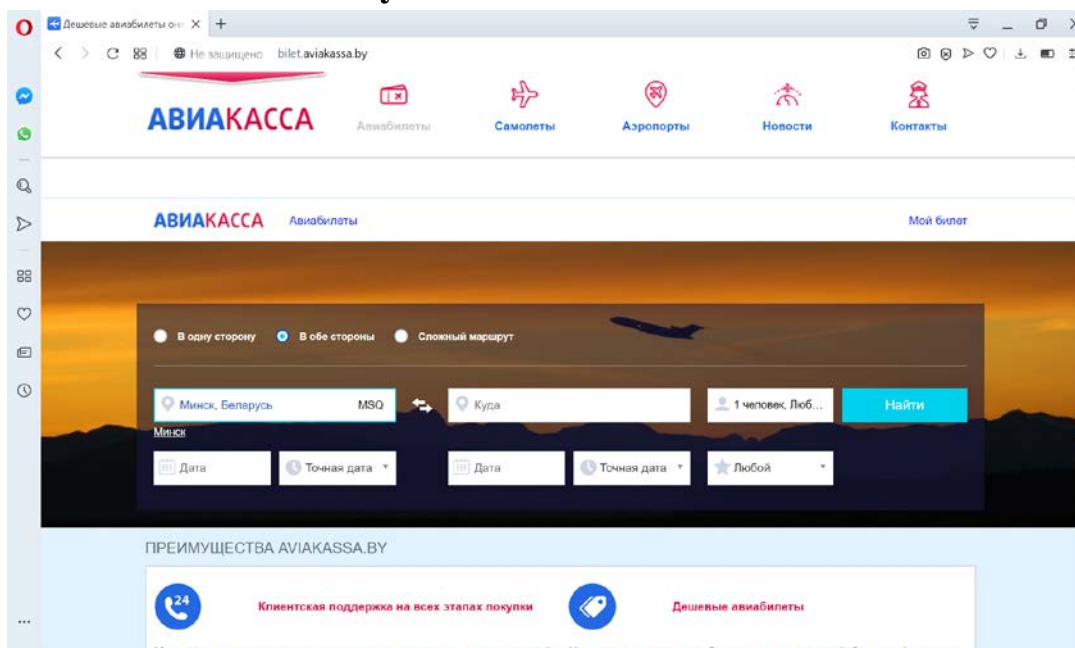 Дешевые авиабилеты он
Не защищено bilet.aviakassa.by
АВИАКАССА
Авиабилеты Самолеты Аэропорты Новости Контакты
АВИАКАССА Авиабилеты Мой билет
В одну сторону В обе стороны Сложный маршрут
Минск, Беларусь MSQ Куда 1 человек, Люб... Найти
Минск
Дата Точная дата Дата Точная дата Любой
ПРЕИМУЩЕСТВА AVIAKASSA.BY
24 Клиентская поддержка на всех этапах покупки Дешевые авиабилеты